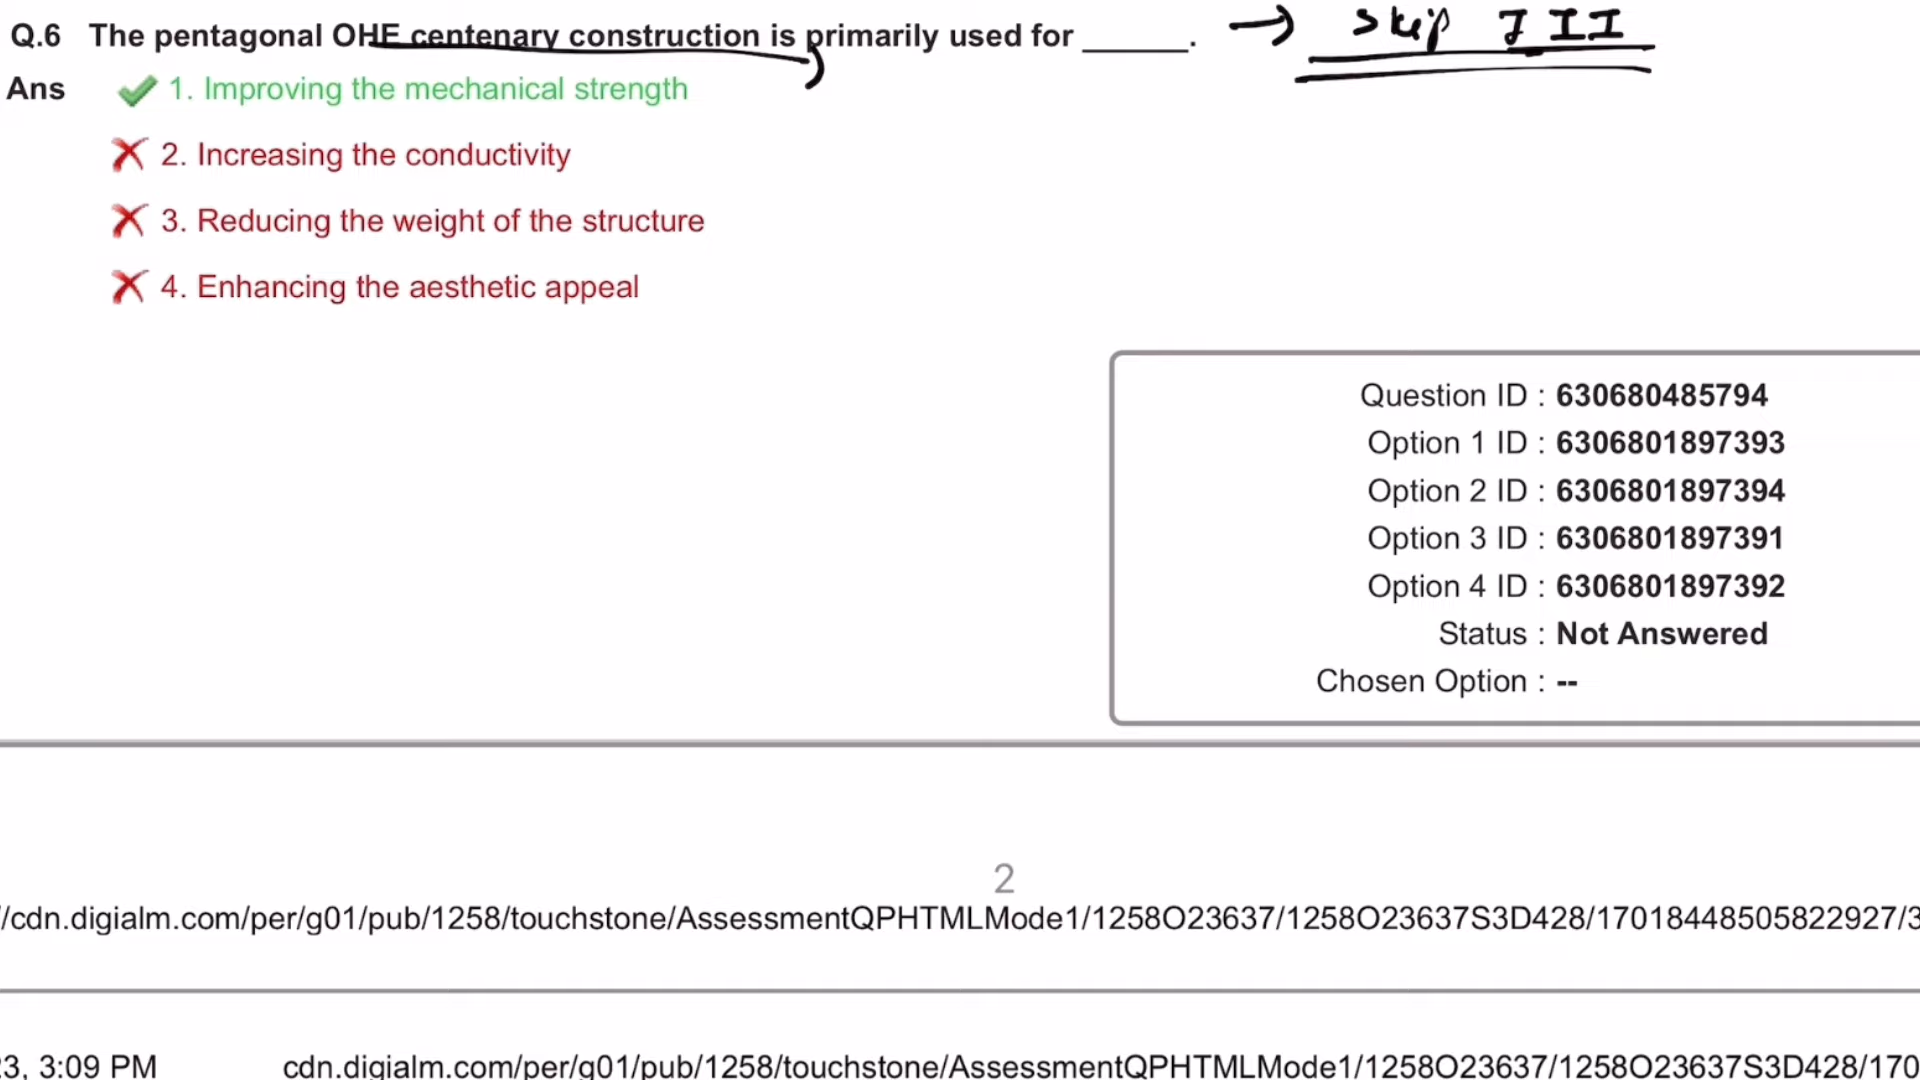 Q.6 The pentagonal OHE centenary construction is primarily used for ______. → Skip
Ans 1. Improving the mechanical strength
2. Increasing the conductivity
3. Reducing the weight of the structure
4. Enhancing the aesthetic appeal
Question ID : 630680485794
Option 1 ID : 6306801897393
Option 2 ID : 6306801897394
Option 3 ID : 6306801897391
Option 4 ID : 6306801897392
Status : Not Answered
Chosen Option : --
2
//cdn.digialm.com/per/g01/pub/1258/touchstone/AssessmentQPHTMLMode1/1258O23637/1258O23637S3D428/17018448505822927/3
23, 3:09 PM cdn.digialm.com/per/g01/pub/1258/touchstone/AssessmentQPHTMLMode1/1258O23637/1258O23637S3D428/170